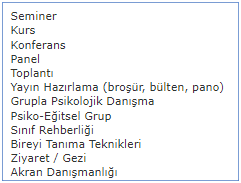 Seminer
Kurs
Konferans
Panel
Toplantı
Yayın Hazırlama (broşür, bülten, pano)
Grupla Psikolojik Danışma
Psiko-Eğitsel Grup
Sınıf Rehberliği
Bireyi Tanıma Teknikleri
Ziyaret / Gezi
Akran Danışmanlığı